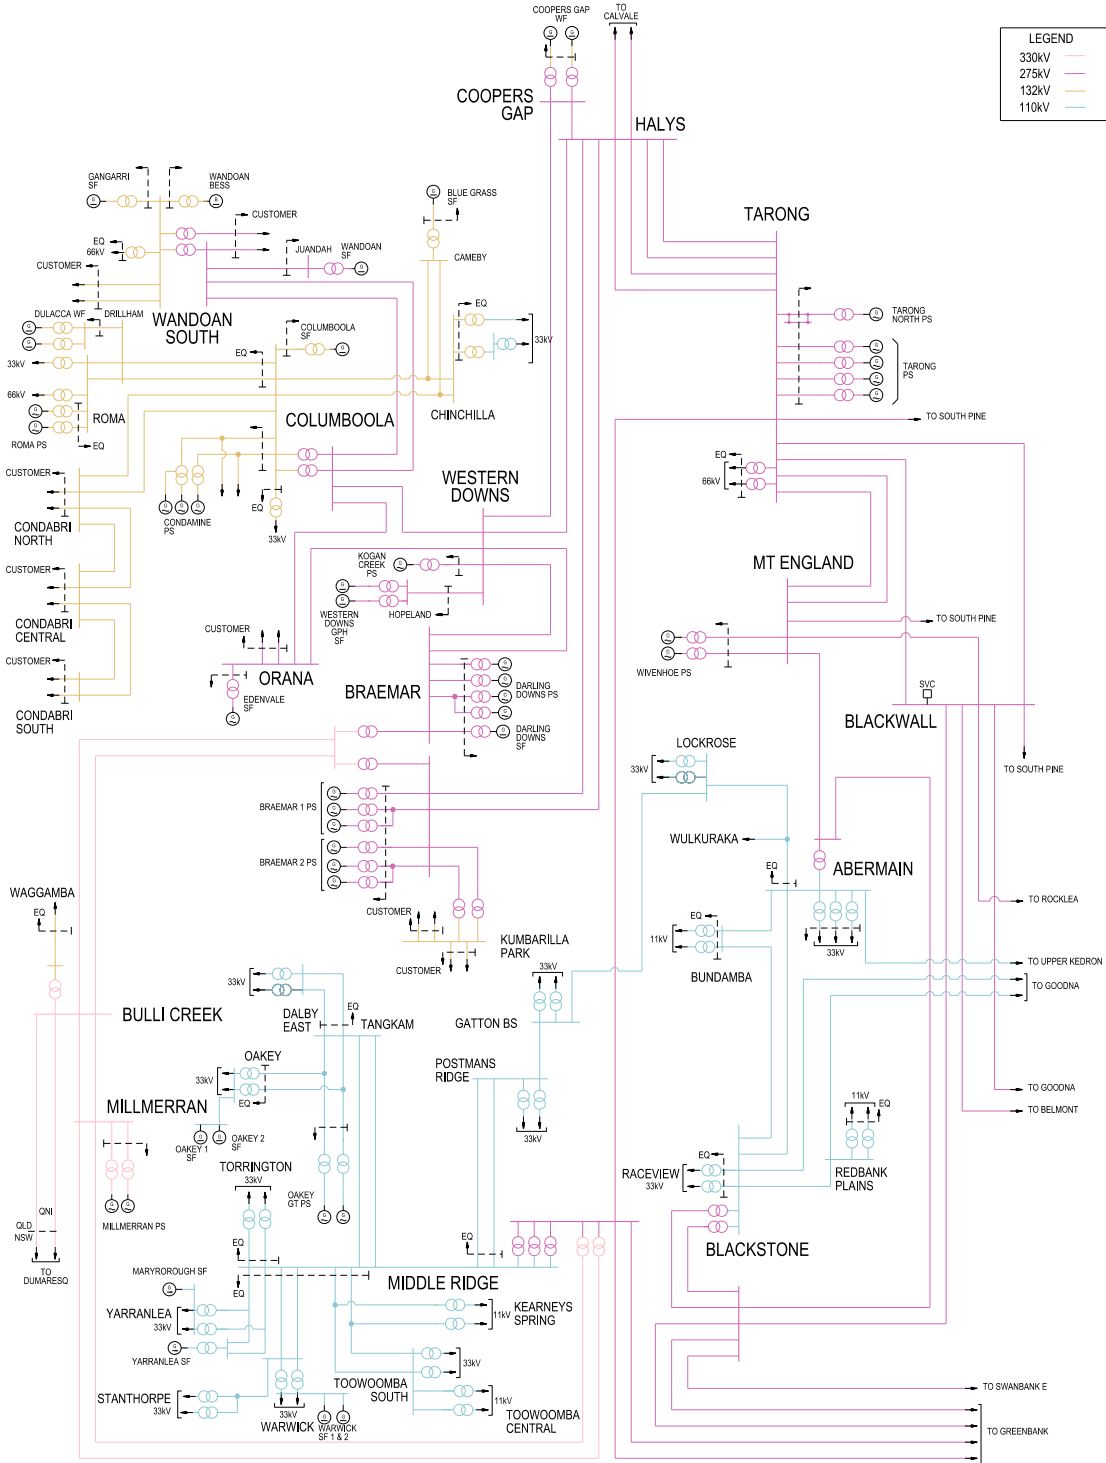 COOPERS GAP
WF
TO
CALVALE
LEGEND
330kV
275kV
132kV
110kV
COOPERS
GAP
HALYS
GANGARRI
SF
WANDOAN
BESS
BLUE GRASS
SF
CUSTOMER
TARONG
EQ
66kV
JUANDAH
WANDOAN
SF
CAMEBY
CUSTOMER
WANDOAN
SOUTH
DULACCA WF
DRILLHAM
COLUMBOOLA
SF
EQ
33kV
TARONG
NORTH PS
EQ
33kV
TARONG
PS
66kV
ROMA
COLUMBOOLA
CHINCHILLA
TO SOUTH PINE
ROMA PS
EQ
CUSTOMER
WESTERN
DOWNS
EQ
66kV
CONDABRI
NORTH
CONDAMINE
PS
EQ
33kV
KOGAN
CREEK
PS
MT ENGLAND
CUSTOMER
WESTERN
DOWNS
GPH
SF
HOPELAND
CONDABRI
CENTRAL
CUSTOMER
TO SOUTH PINE
CUSTOMER
ORANA
WIVENHOE PS
CONDABRI
SOUTH
EDENVALE
SF
BRAEMAR
DARLING
DOWNS PS
SVC
BLACKWALL
DARLING
DOWNS
SF
LOCKROSE
33kV
TO SOUTH PINE
BRAEMAR 1 PS
WULKURAKA
BRAEMAR 2 PS
EQ
ABERMAIN
WAGGAMBA
EQ
CUSTOMER
TO ROCKLEA
EQ
11kV
33kV
KUMBARILLA
PARK
CUSTOMER
BUNDAMBA
TO UPPER KEDRON
33kV
33kV
TO GOODNA
BULLI CREEK
DALBY
EAST
EQ
TANGKAM
GATTON BS
OAKEY
33kV
EQ
POSTMANS
RIDGE
TO GOODNA
MILLMERRAN
11kV
EQ
TO BELMONT
OAKEY 1
SF
OAKEY 2
SF
33kV
EQ
TORRINGTON
33kV
RACEVIEW
33kV
REDBANK
PLAINS
OAKEY
GT PS
QNI
MILLMERRAN PS
QLD
NSW
EQ
EQ
BLACKSTONE
TO
DUMARESQ
MARYROROUGH SF
EQ
MIDDLE RIDGE
YARRANLEA
33kV
11kV
KEARNEYS
SPRING
YARRANLEA SF
33kV
TOOWOOMBA
SOUTH
TO SWANBANK E
STANTHORPE
33kV
33kV
WARWICK
WARWICK
SF 1 & 2
11kV
TOOWOOMBA
CENTRAL
TO GREENBANK